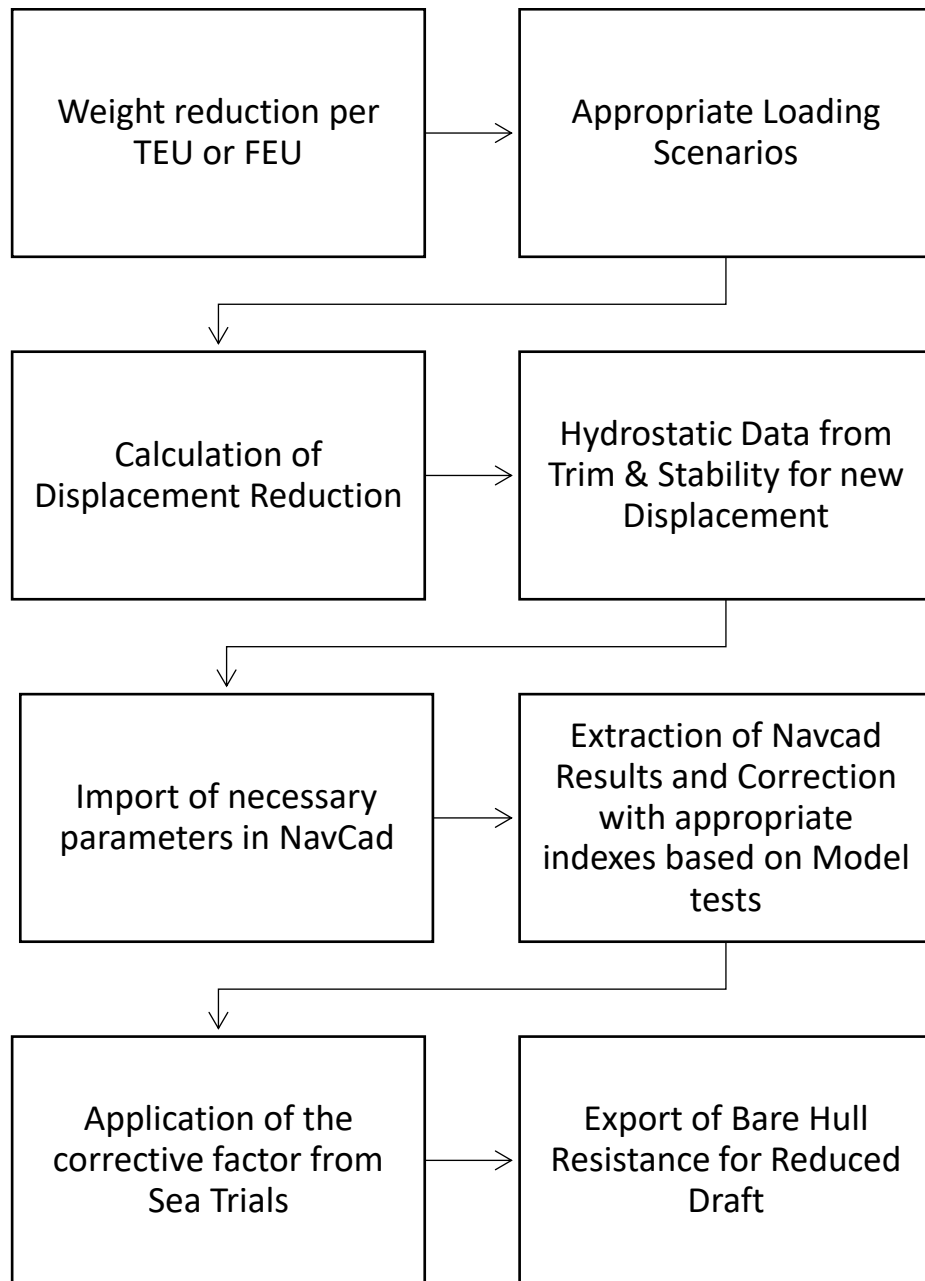 Weight reduction per
TEU or FEU
Appropriate Loading
Scenarios
Calculation of
Displacement Reduction
Hydrostatic Data from
Trim & Stability for new
Displacement
Import of necessary
parameters in NavCad
Extraction of Navcad
Results and Correction
with appropriate
indexes based on Model
tests
Application of the
corrective factor from
Sea Trials
Export of Bare Hull
Resistance for Reduced
Draft